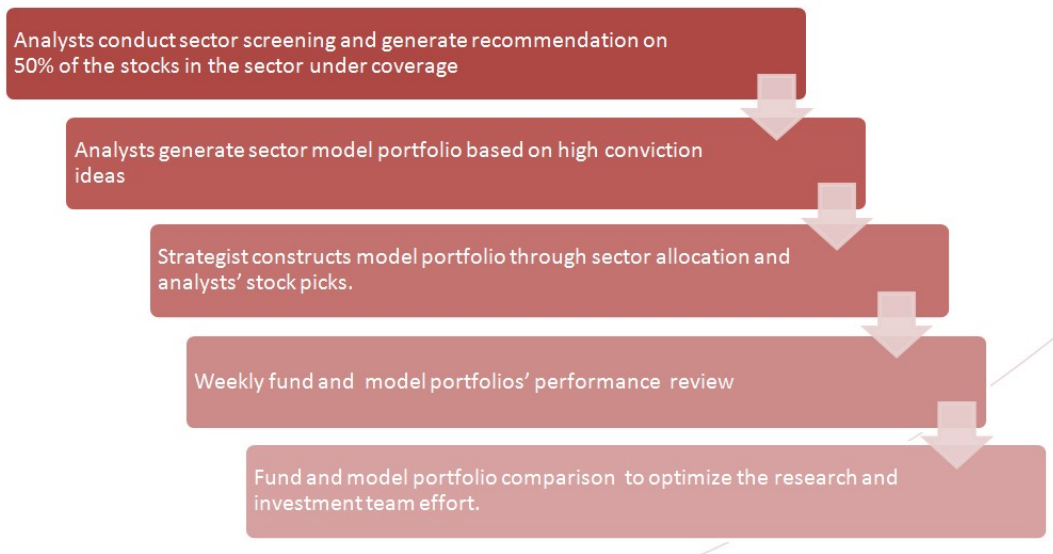 Analysts conduct sector screening and generate recommendation on
50% of the stocks in the sector under coverage
Analysts generate sector model portfolio based on high conviction
ideas
Strategist constructs model portfolio through sector allocation and
analysts’ stock picks.
Weekly fund and model portfolios’ performance review
Fund and model portfolio comparison to optimize the research and
investment team effort.